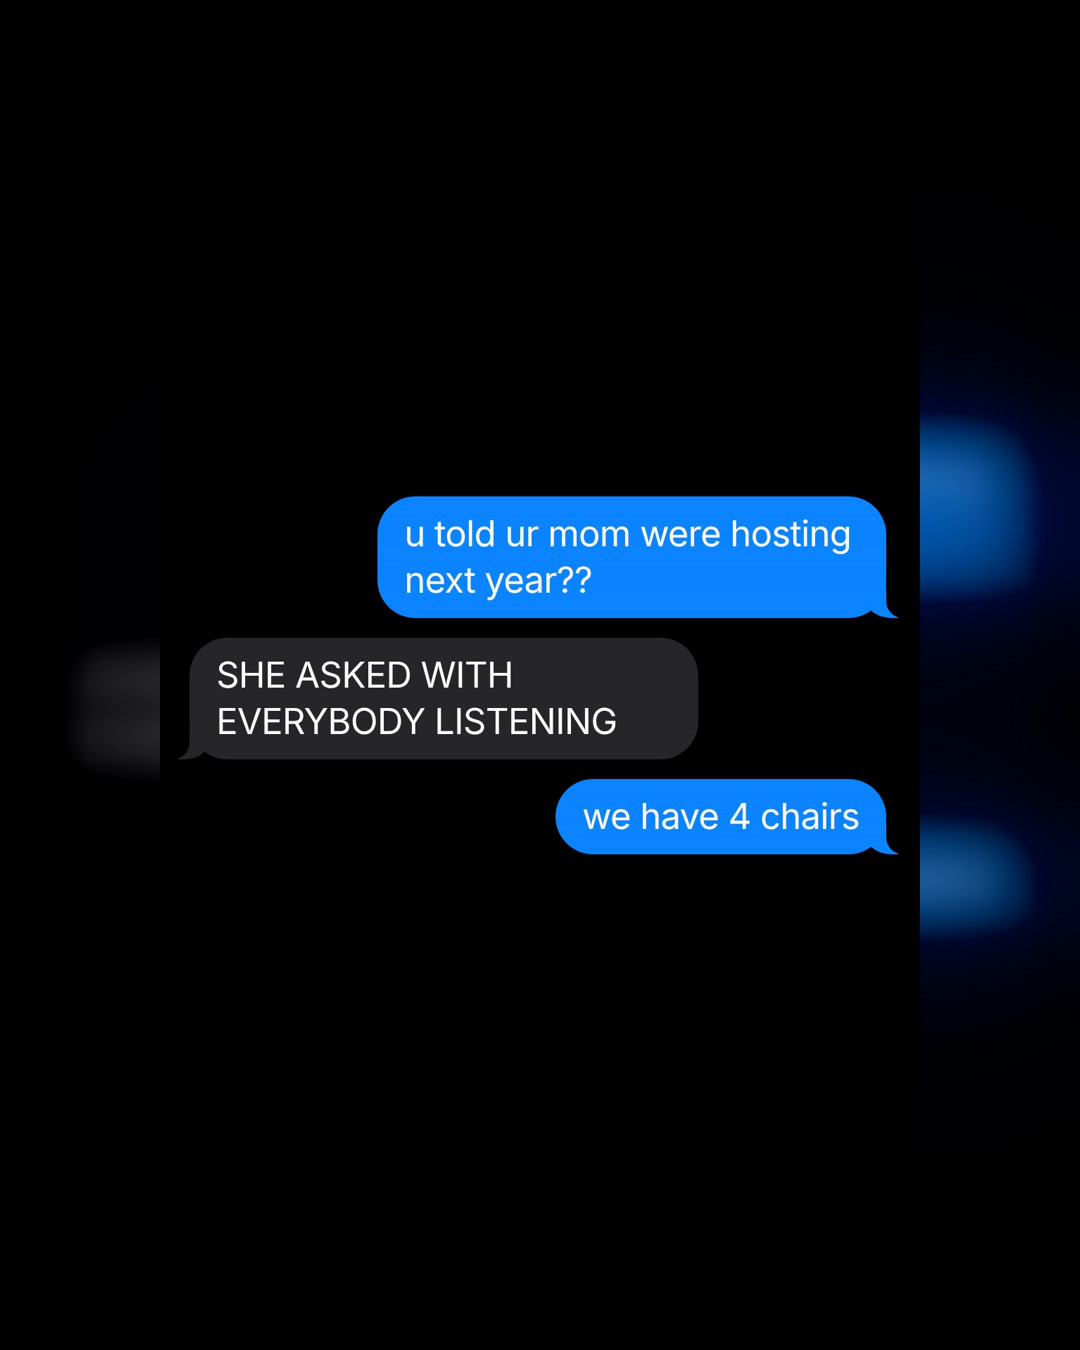 u told ur mom were hosting
next year??
SHE ASKED WITH
EVERYBODY LISTENING
we have 4 chairs